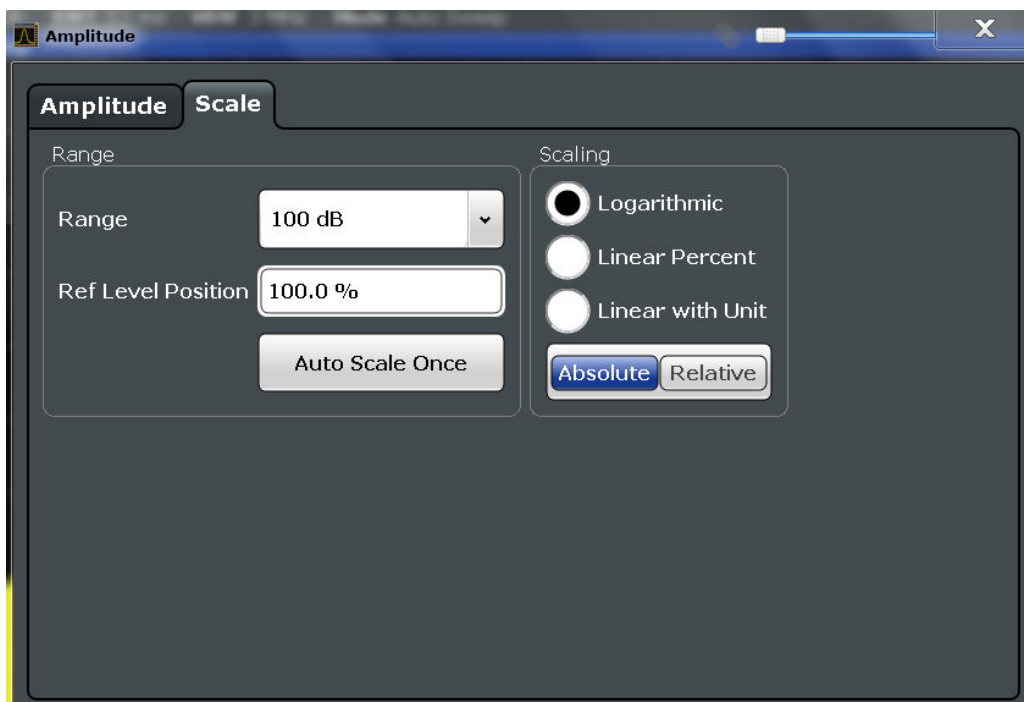 Amplitude
X
Amplitude
Scale
Range
Range
100 dB
Ref Level Position
100.0 %
Auto Scale Once
Scaling
Logarithmic
Linear Percent
Linear with Unit
Absolute
Relative